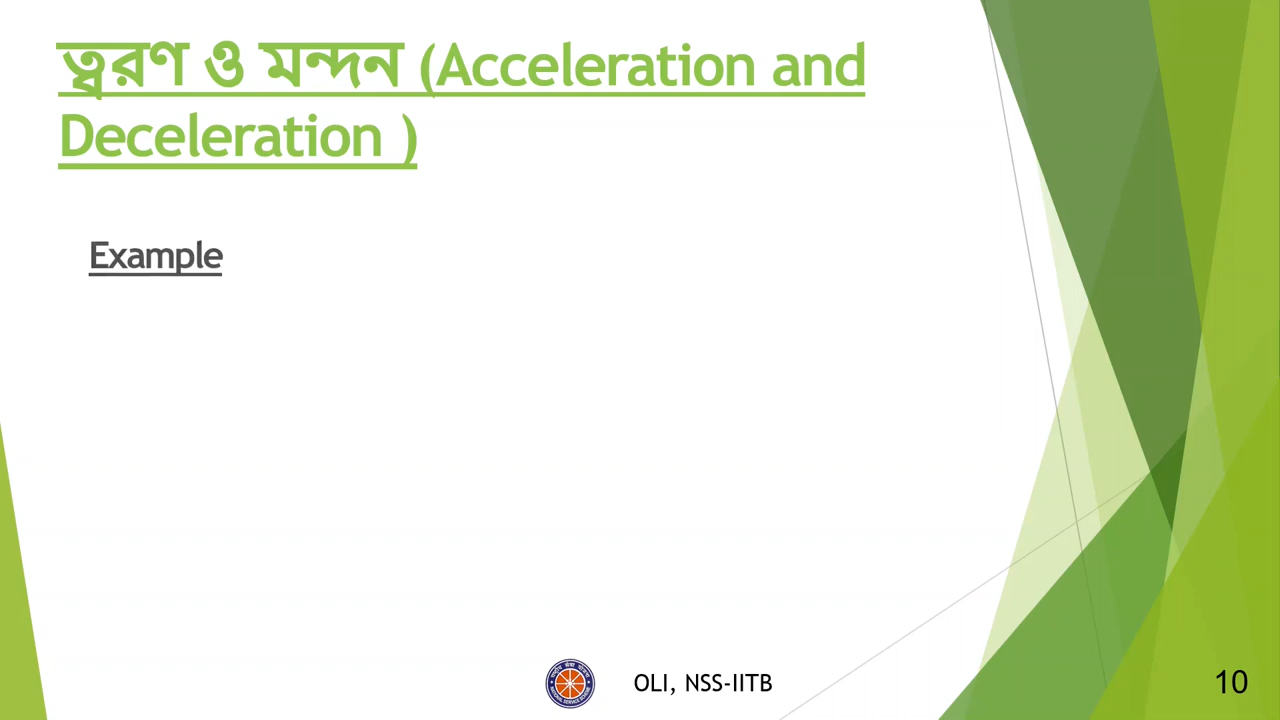 ত্বরণ ও মন্দন (Acceleration and
Deceleration )
Example
OLI, NSS-IITB
10